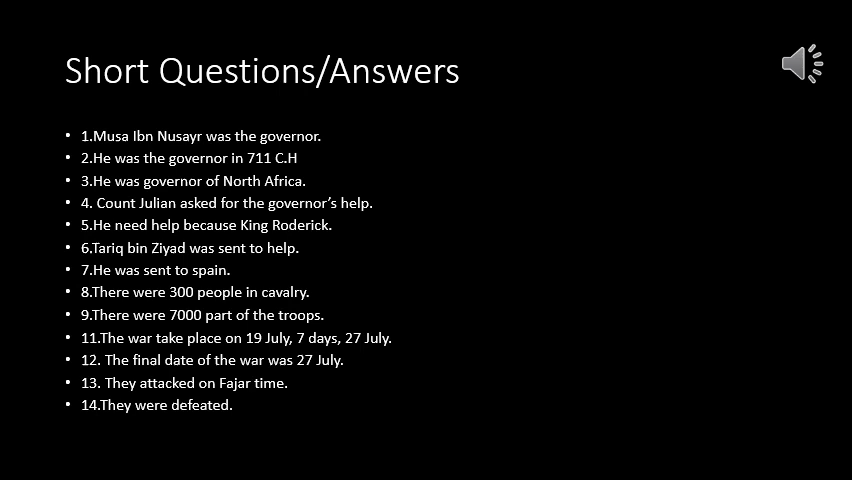 Short Questions/Answers
• 1.Musa Ibn Nusayr was the governor.
• 2.He was the governor in 711 C.H
• 3.He was governor of North Africa.
• 4. Count Julian asked for the governor’s help.
• 5.He need help because King Roderick.
• 6.Tariq bin Ziyad was sent to help.
• 7.He was sent to spain.
• 8.There were 300 people in cavalry.
• 9.There were 7000 part of the troops.
• 11.The war take place on 19 July, 7 days, 27 July.
• 12. The final date of the war was 27 July.
• 13. They attacked on Fajar time.
• 14.They were defeated.